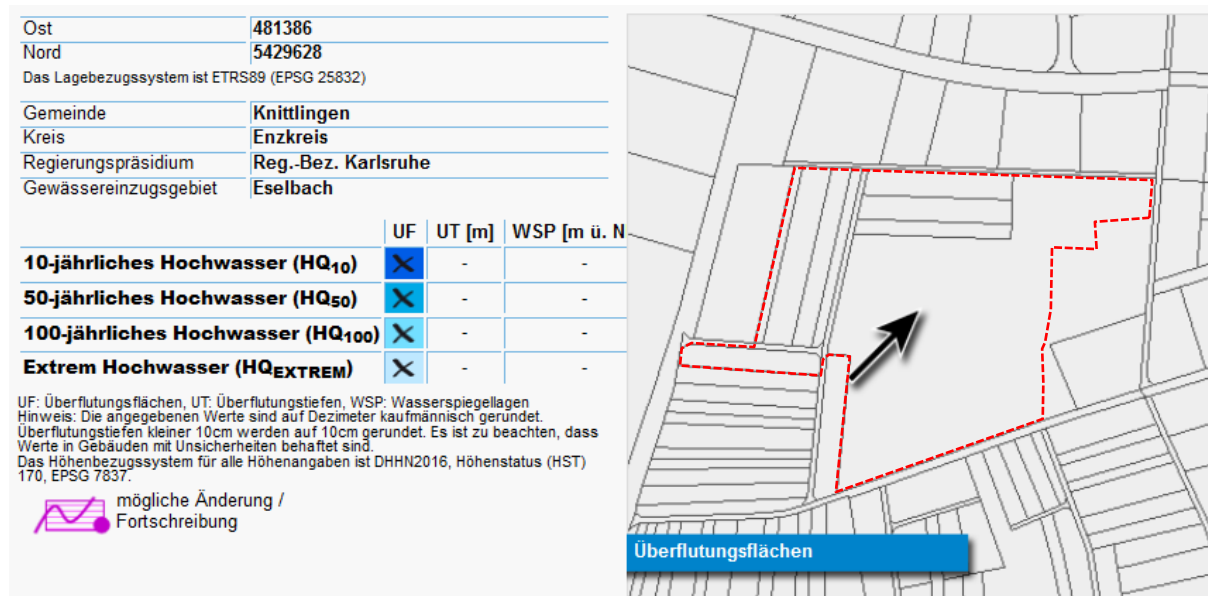 Ost 481386
Nord 5429628
Das Lagebezugssystem ist ETRS89 (EPSG 25832)
Gemeinde Knittlingen
Kreis Enzkreis
Regierungspräsidium Reg.-Bez. Karlsruhe
Gewässereinzugsgebiet Eselbach
UF UT [m] WSP [m ü. N
10-jährliches Hochwasser (HQ10) - -
50-jährliches Hochwasser (HQ50) - -
100-jährliches Hochwasser (HQ100) - -
Extrem Hochwasser (HQEXTREM) - -
UF: Überflutungsflächen, UT: Überflutungstiefen, WSP: Wasserspiegellagen
Hinweis: Die angegebenen Werte sind auf Dezimeter kaufmännisch gerundet.
Überflutungstiefen kleiner 10cm werden auf 10cm gerundet. Es ist zu beachten, dass
Werte in Gebäuden mit Unsicherheiten behaftet sind.
Das Höhenbezugssystem für alle Höhenangaben ist DHHN2016, Höhenstatus (HST)
170, EPSG 7837.
mögliche Änderung /
Fortschreibung
Überflutungsflächen